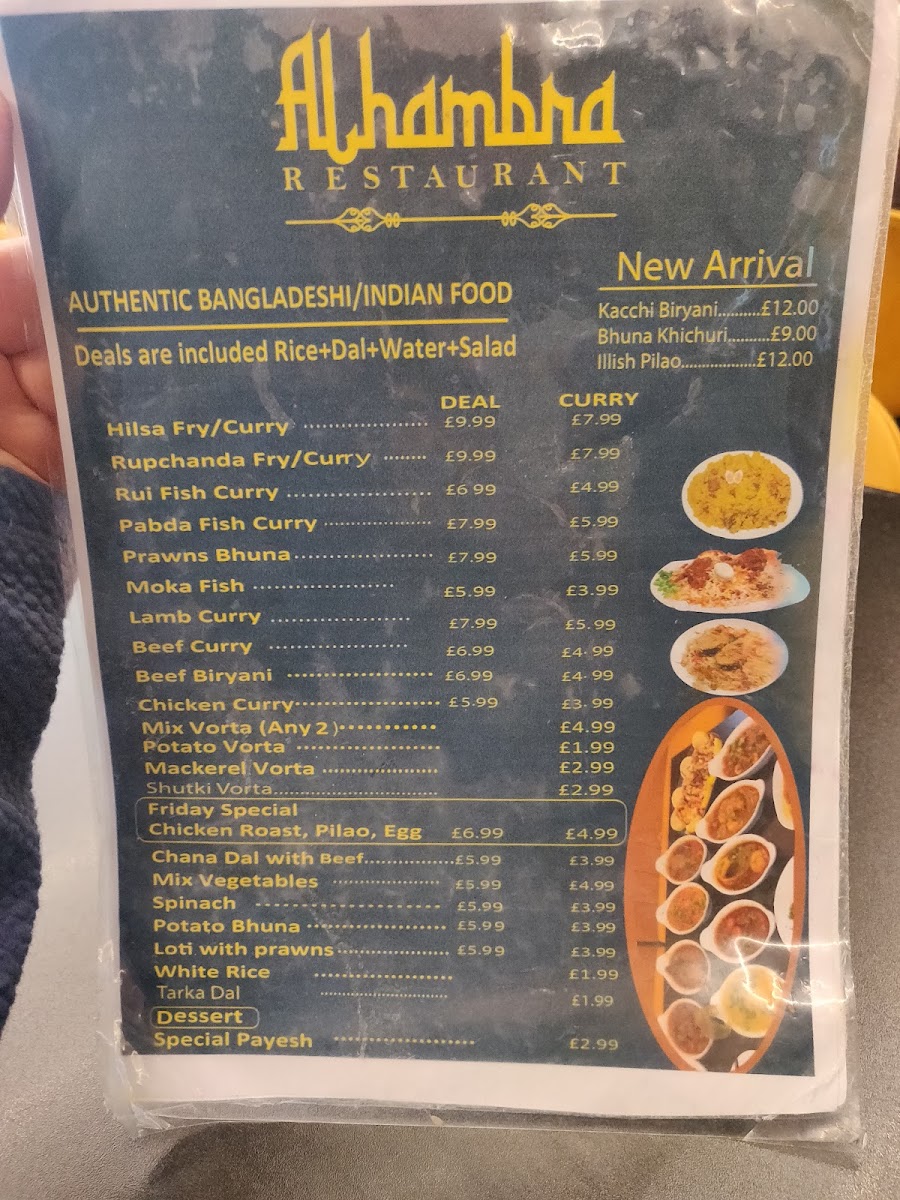 Alhambra
RESTAURANT
AUTHENTIC BANGLADESHI/INDIAN FOOD
Deals are included Rice+Dal+Water+Salad
New Arrival
Kacchi Biryani..........£12.00
Bhuna Khichuri..........£9.00
Illish Pilao..................£12.00
DEAL CURRY
Hilsa Fry/Curry ..................... £9.99 £7.99
Rupchanda Fry/Curry ........ £9.99 £7.99
Rui Fish Curry ........................ £6 99 £4.99
Pabda Fish Curry ...................... £7.99 £5.99
Prawns Bhuna........................ £7.99 £5.99
Moka Fish ........................ £5.99 £3.99
Lamb Curry ........................ £7.99 £5.99
Beef Curry ........................ £6.99 £4.99
Beef Biryani ........................ £6.99 £4.99
Chicken Curry........................ £5.99 £3.99
Mix Vorta (Any 2)........... £4.99
Potato Vorta ........................ £1.99
Mackerel Vorta .................... £2.99
Shutki Vorta................................. £2.99
Friday Special
Chicken Roast, Pilao, Egg £6.99 £4.99
Chana Dal with Beef.................£5.99 £3.99
Mix Vegetables .................. £5.99 £4.99
Spinach ........................ £5.99 £3.99
Potato Bhuna ........................ £5.99 £3.99
Loti with prawns................... £5.99 £3.99
White Rice ........................ £1.99
Tarka Dal ........................ £1.99
Dessert
Special Payesh ........................ £2.99